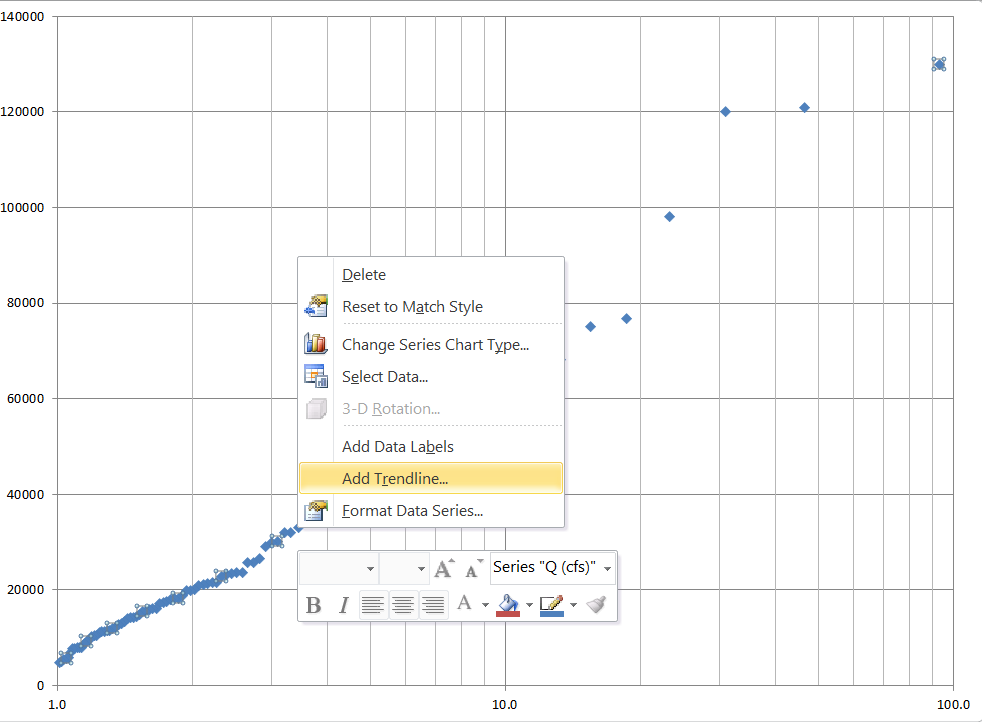 140000
120000
100000
80000
60000
40000
20000
0
1.0 10.0 100.0
Delete
Reset to Match Style
Change Series Chart Type...
Select Data...
3-D Rotation...
Add Data Labels
Add Trendline...
Format Data Series...
A A Series "Q (cfs)"
B I A